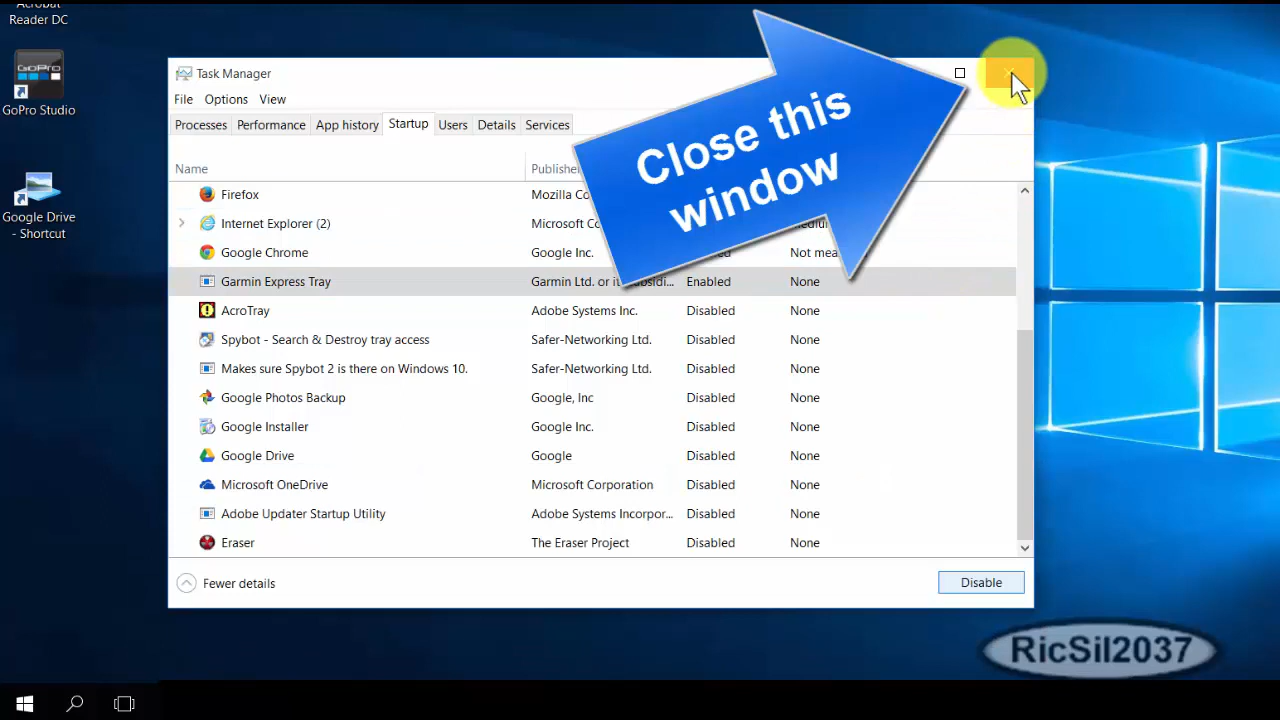 Acrobat
Reader DC
GoPro
GoPro Studio
Google Drive
- Shortcut
Task Manager
File Options View
Processes Performance App history Startup Users Details Services
Close this
window
Name
Firefox Mozilla
Internet Explorer (2) Microsoft
Google Chrome Google Inc. Not
Garmin Express Tray Garmin Ltd. or Enabled None
AcroTray Adobe Systems Inc. Disabled None
Spybot - Search & Destroy tray access Safer-Networking Ltd. Disabled None
Makes sure Spybot 2 is there on Windows 10. Safer-Networking Ltd. Disabled None
Google Photos Backup Google, Inc Disabled None
Google Installer Google Inc. Disabled None
Google Drive Google Disabled None
Microsoft OneDrive Microsoft Corporation Disabled None
Adobe Updater Startup Utility Adobe Systems Incorpor... Disabled None
Eraser The Eraser Project Disabled None
Fewer details Disable
RicSil2037